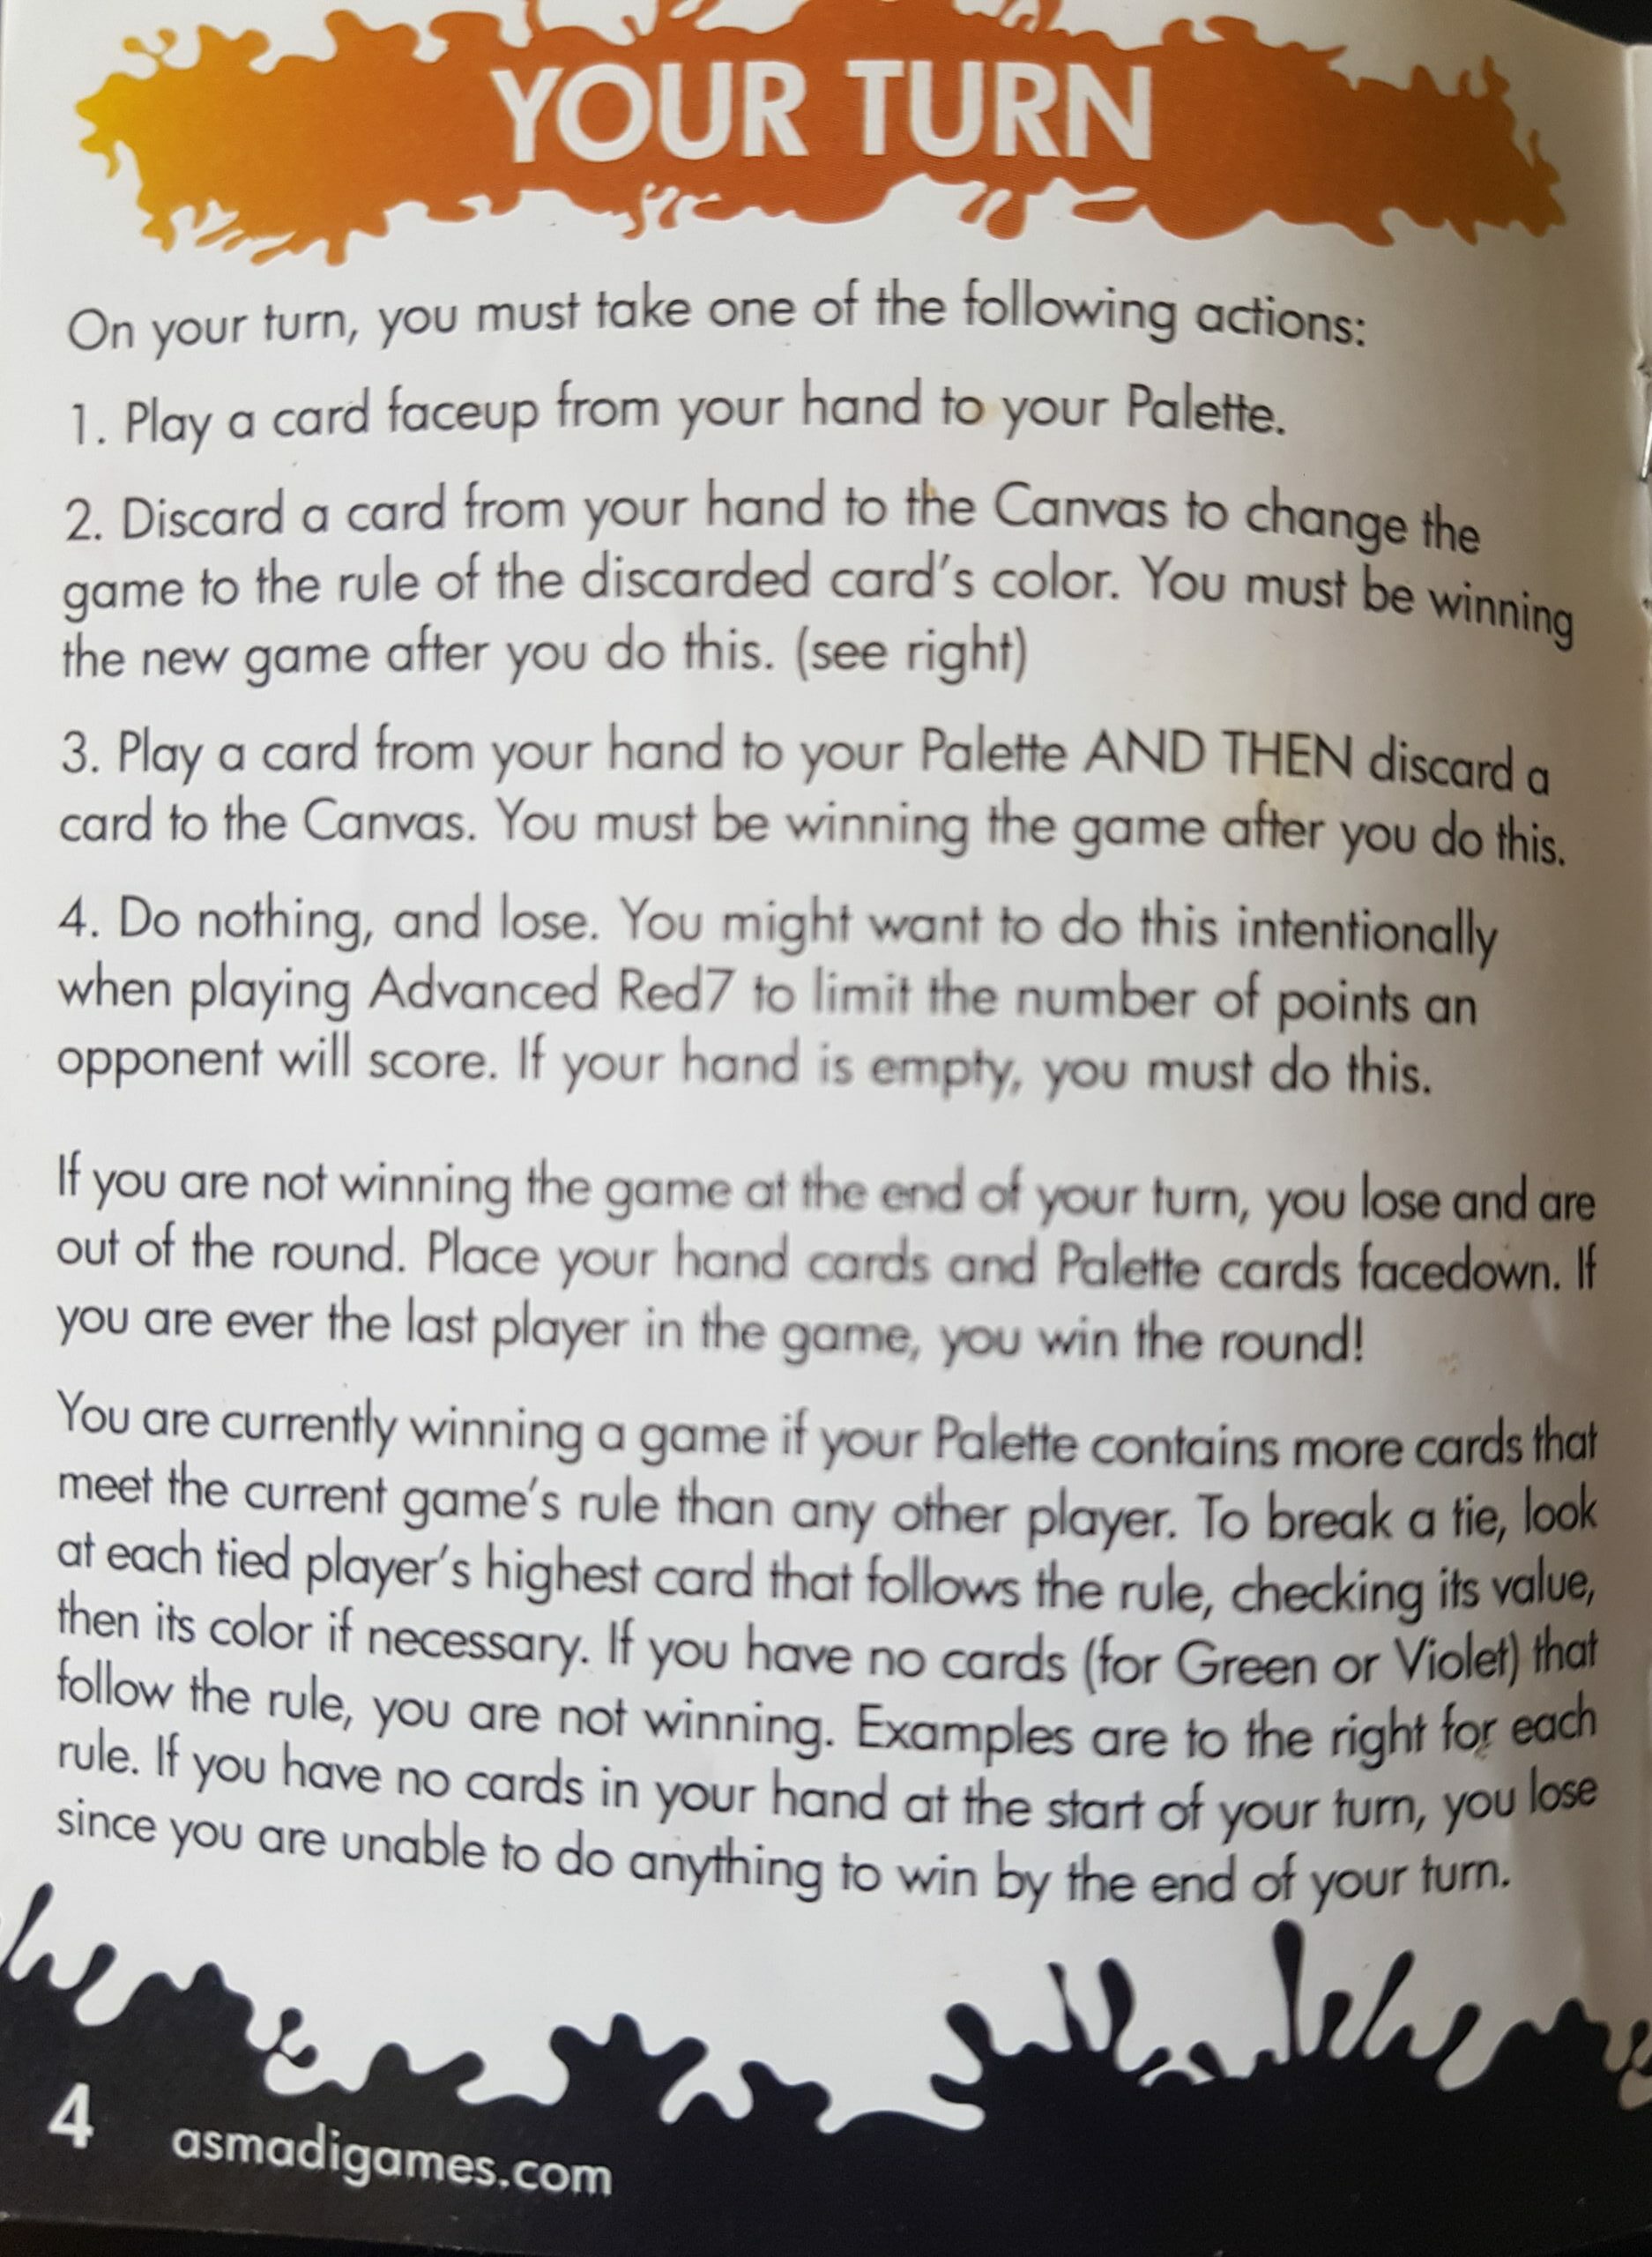 YOUR TURN
On your turn, you must take one of the following actions:
1. Play a card faceup from your hand to your Palette.
2. Discard a card from your hand to the Canvas to change the
game to the rule of the discarded card's color. You must be winning
the new game after you do this. (see right)
3. Play a card from your hand to your Palette AND THEN discard a
card to the Canvas. You must be winning the game after you do this.
4. Do nothing, and lose. You might want to do this intentionally
when playing Advanced Red7 to limit the number of points an
opponent will score. If your hand is empty, you must do this.
If you are not winning the game at the end of your turn, you lose and are
out of the round. Place your hand cards and Palette cards facedown. If
you are ever the last player in the game, you win the round!
You are currently winning a game if your Palette contains more cards that
meet the current game's rule than any other player. To break a tie, look
at each tied player's highest card that follows the rule, checking its value,
then its color if necessary. If you have no cards (for Green or Violet) that
follow the rule, you are not winning. Examples are to the right for each
rule. If you have no cards in your hand at the start of your turn, you lose
since you are unable to do anything to win by the end of your turn.
4 asmadigames.com